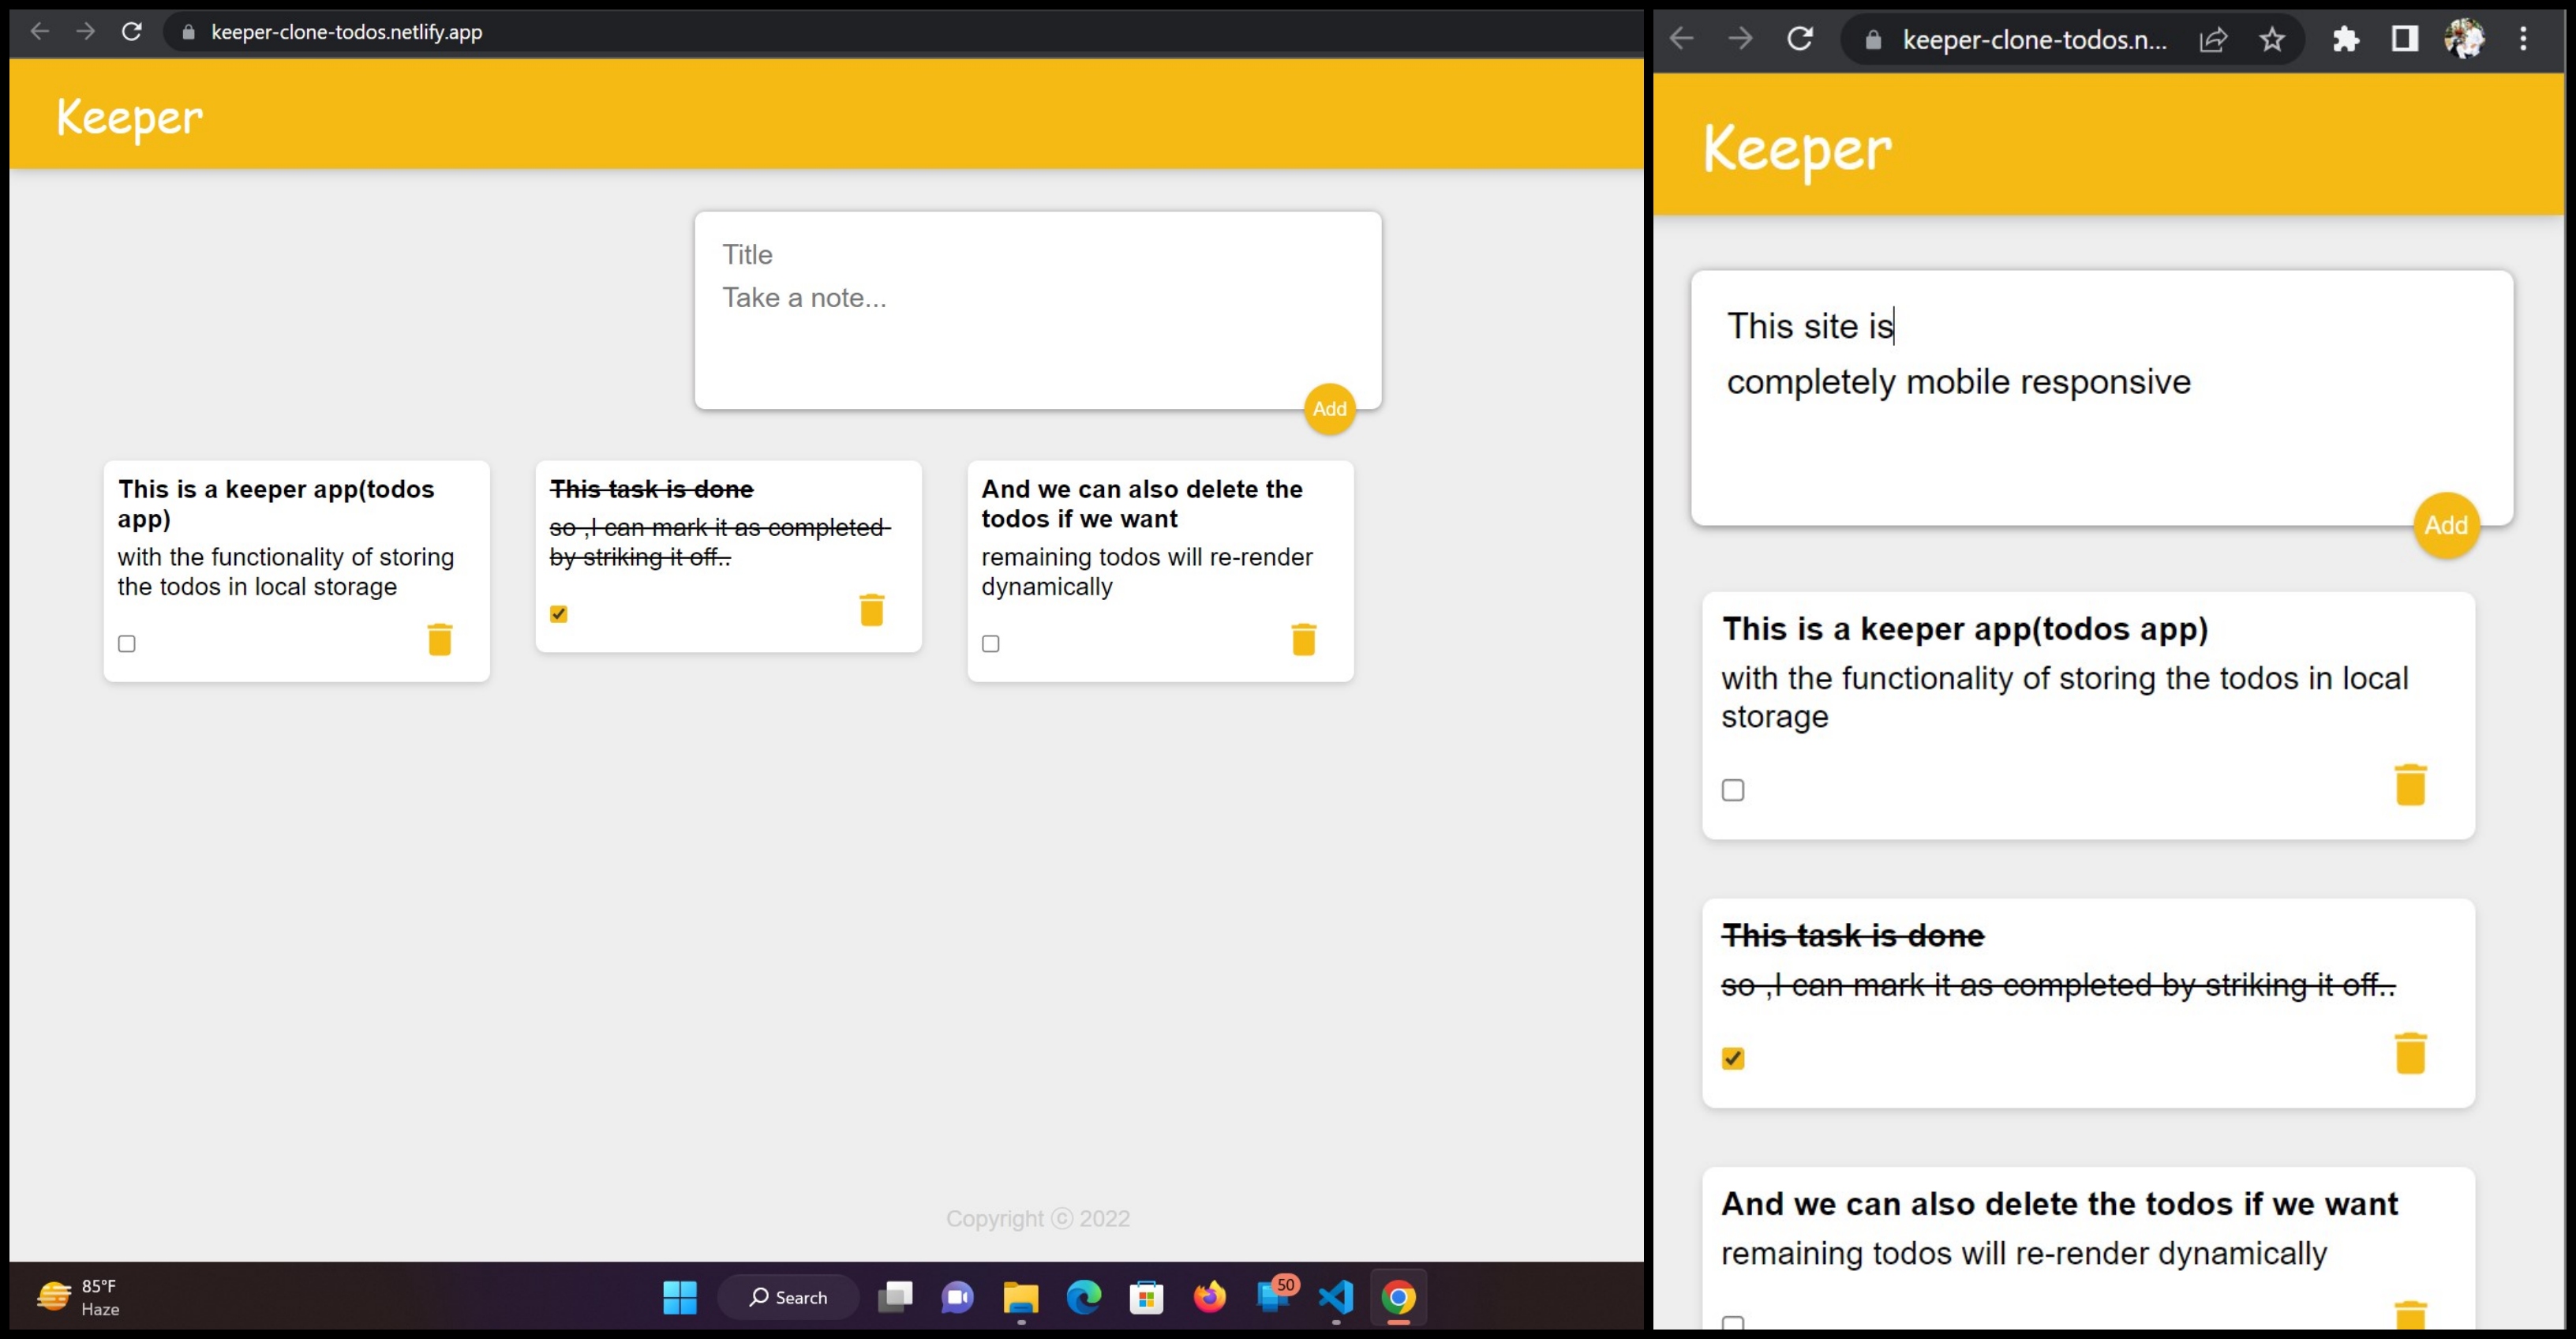 keeper-clone-todos.netlify.app
Keeper
Title
Take a note...
Add
This is a keeper app(todos
app)
with the functionality of storing
the todos in local storage
This task is done
so ,I can mark it as completed
by striking it off..
And we can also delete the
todos if we want
remaining todos will re-render
dynamically
Copyright ⓒ 2022
85°F
Haze
Search
50
keeper-clone-todos.n...
Keeper
This site is
completely mobile responsive
Add
This is a keeper app(todos app)
with the functionality of storing the todos in local
storage
This task is done
so ,I can mark it as completed by striking it off..
And we can also delete the todos if we want
remaining todos will re-render dynamically